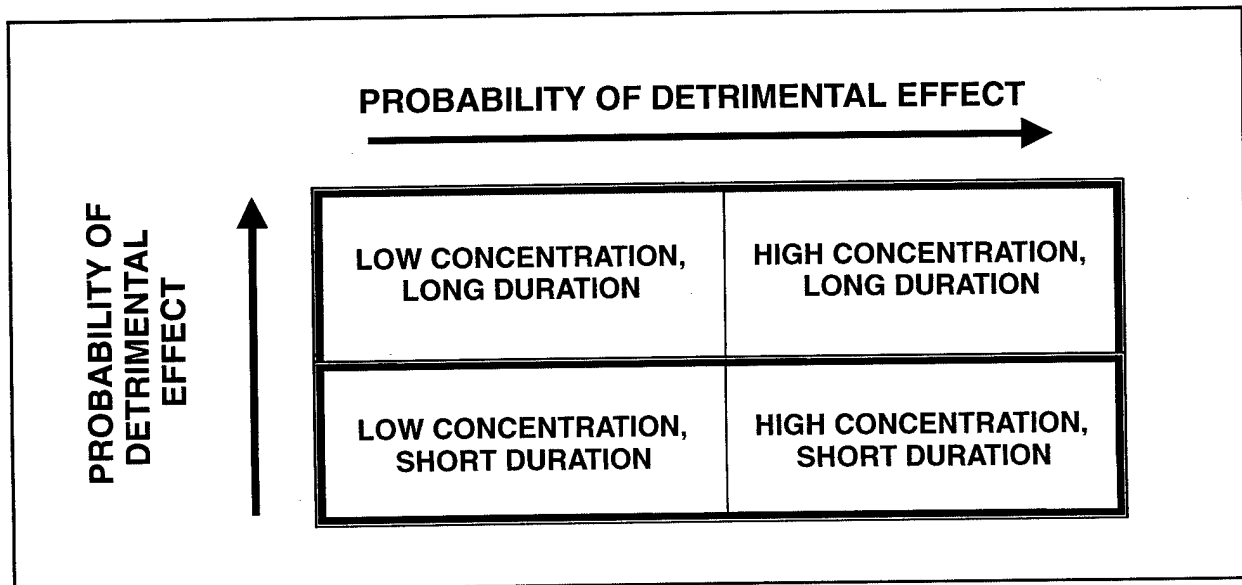 PROBABILITY OF DETRIMENTAL EFFECT
PROBABILITY OF
DETRIMENTAL
EFFECT
LOW CONCENTRATION,
LONG DURATION
HIGH CONCENTRATION,
LONG DURATION
LOW CONCENTRATION,
SHORT DURATION
HIGH CONCENTRATION,
SHORT DURATION